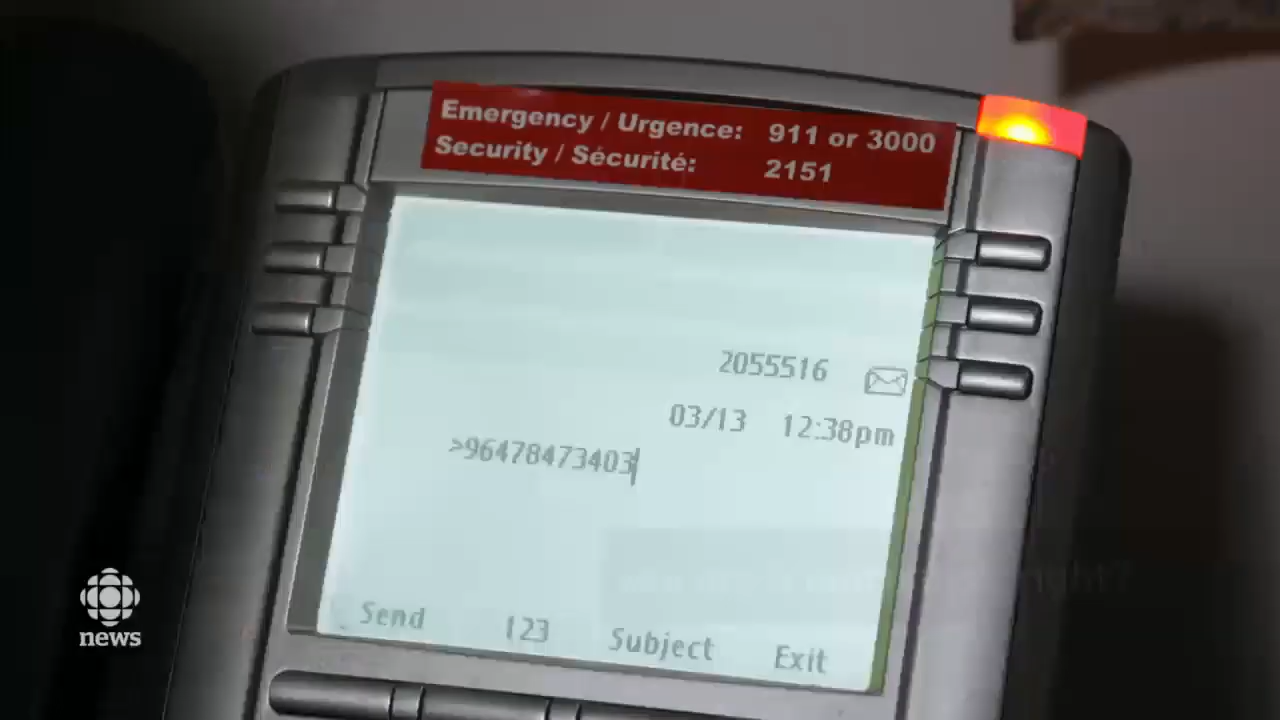 Emergency / Urgence: 911 or 3000
Security / Sécurité: 2151
2055516
03/13 12:38pm
>96478473403
Send 123 Subject Exit
news